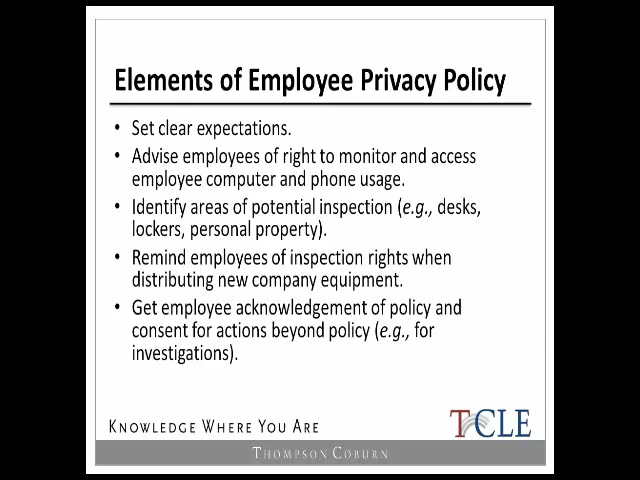 Elements of Employee Privacy Policy
• Set clear expectations.
• Advise employees of right to monitor and access
employee computer and phone usage.
• Identify areas of potential inspection (e.g., desks,
lockers, personal property).
• Remind employees of inspection rights when
distributing new company equipment.
• Get employee acknowledgement of policy and
consent for actions beyond policy (e.g., for
investigations).
KNOWLEDGE WHERE YOU ARE
TCCLE
THOMPSON COBURN